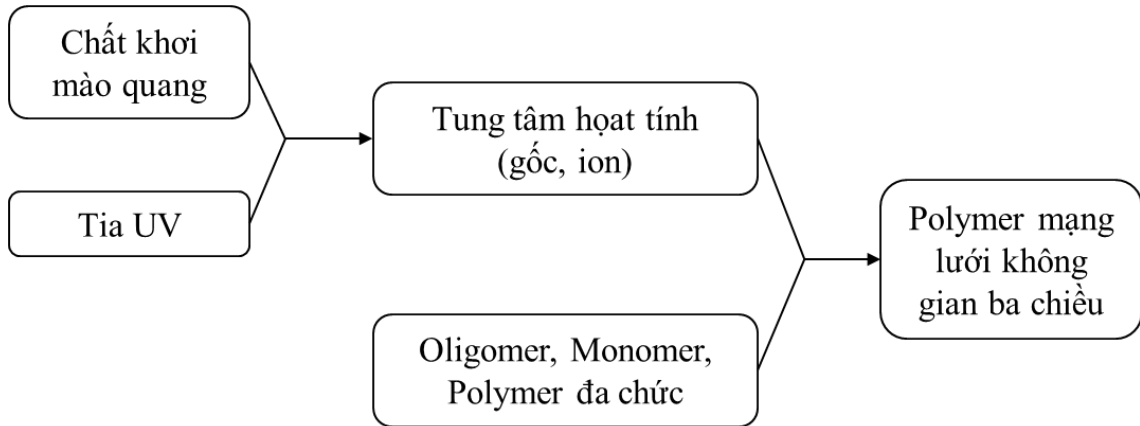 Chất khơi
mào quang
Tia UV
Tung tâm họat tính
(gốc, ion)
Oligomer, Monomer,
Polymer đa chức
Polymer mạng
lưới không
gian ba chiều